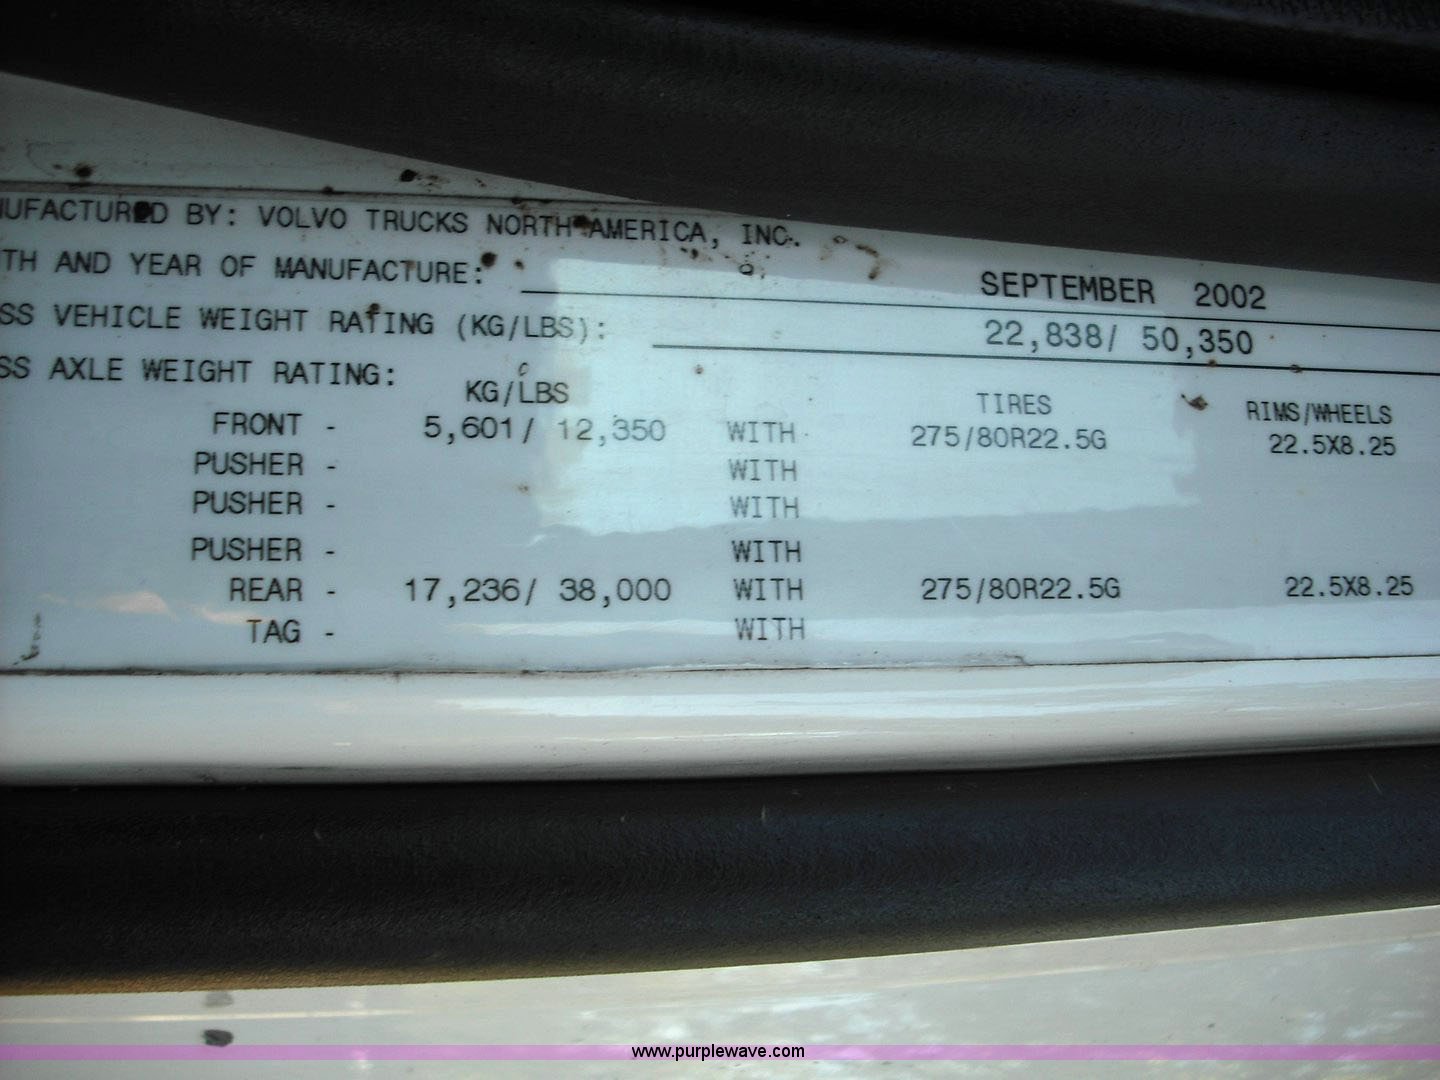 NUFACTURED BY: VOLVO TRUCKS NORTH AMERICA, INC.
TH AND YEAR OF MANUFACTURE: SEPTEMBER 2002
SS VEHICLE WEIGHT RATING (KG/LBS): 22,838/ 50,350
SS AXLE WEIGHT RATING:
KG/LBS TIRES RIMS/WHEELS
FRONT - 5,601/ 12,350 WITH 275/80R22.5G 22.5X8.25
PUSHER - WITH
PUSHER - WITH
PUSHER - WITH
REAR - 17,236/ 38,000 WITH 275/80R22.5G 22.5X8.25
TAG - WITH
www.purplewave.com